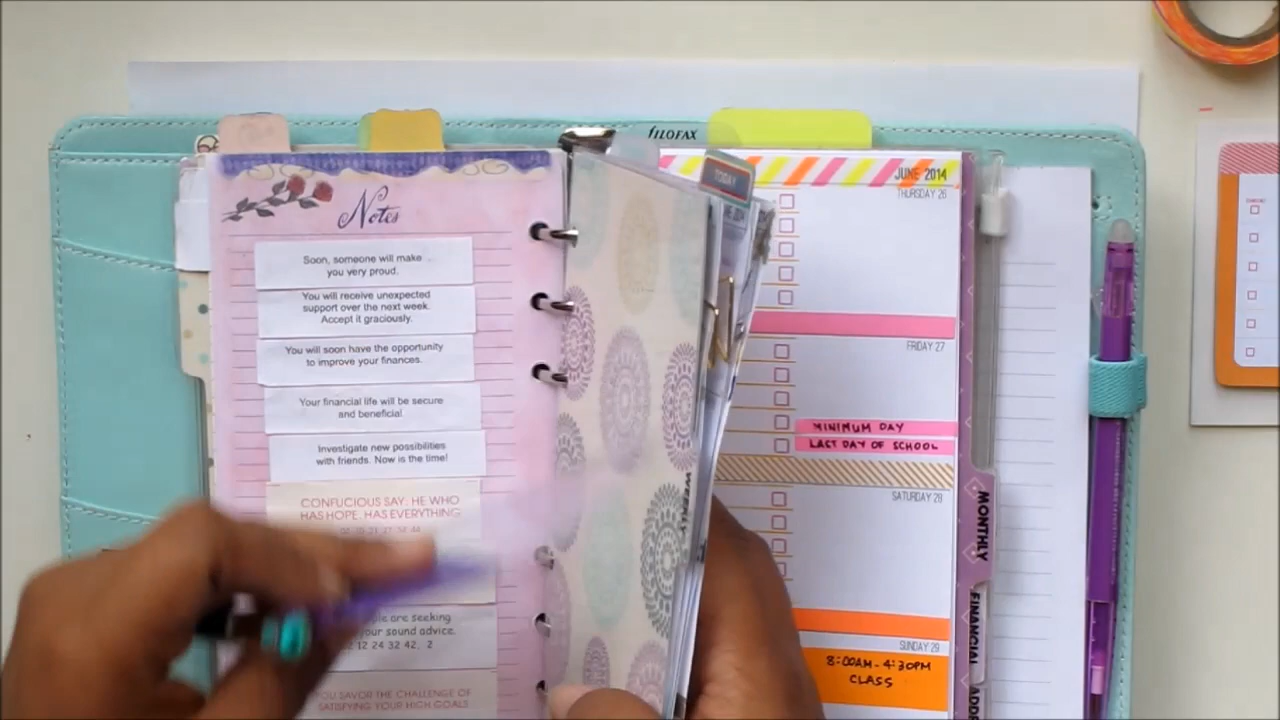 FILOFAX
Notes
Soon, someone will make
you very proud.
You will receive unexpected
support over the next week.
Accept it graciously.
You will soon have the opportunity
to improve your finances.
Your financial life will be secure
and beneficial.
Investigate new possibilities
with friends. Now is the time!
CONFUCIOUS SAY: HE WHO
HAS HOPE, HAS EVERYTHING
are seeking
your sound advice.
12 24 32 42, 2
YOU SAVOR THE CHALLENGE OF
SATISFYING YOUR HIGH GOALS
WEEKLY
TODAY
JUNE 2014
THURSDAY 26
FRIDAY 27
MINIMUM DAY
LAST DAY OF SCHOOL
SATURDAY 28
SUNDAY 29
8:00AM-4:30PM
CLASS
MONTHLY
FINANCIAL
ADDR